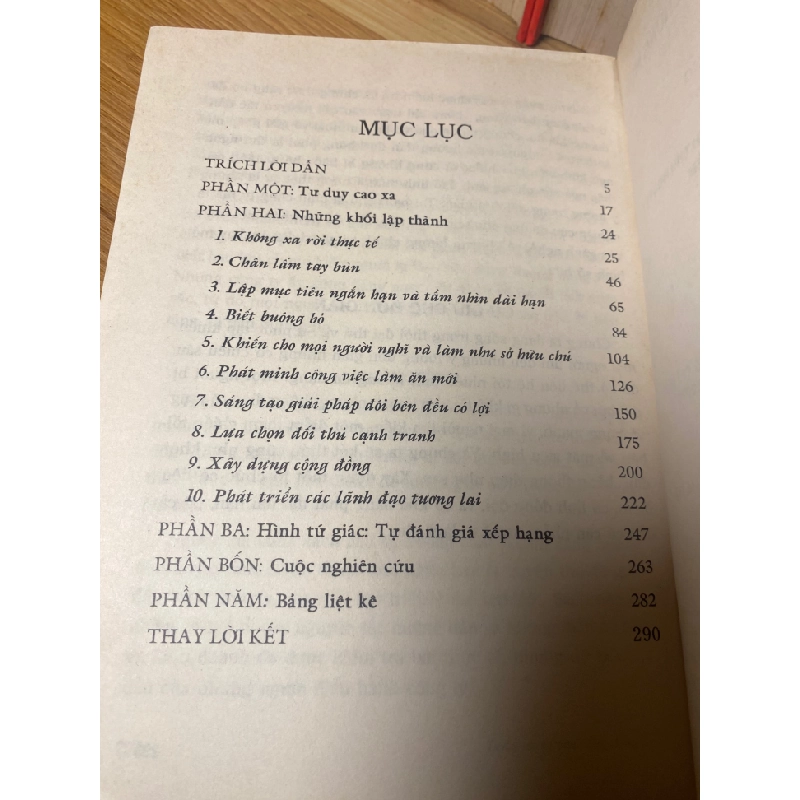 MỤC LỤC
TRÍCH LỜI DẪN 5
PHẦN MỘT: Tư duy cao xa 17
PHẦN HAI: Những khối lập thành 24
1. Không xa rời thực tế 25
2. Chân lấm tay bùn 46
3. Lập mục tiêu ngắn hạn và tầm nhìn dài hạn 65
4. Biết buông bỏ 84
5. Khiến cho mọi người nghĩ và làm như sở hữu chủ 104
6. Phát minh công việc làm ăn mới 126
7. Sáng tạo giải pháp đôi bên đều có lợi 150
8. Lựa chọn đối thủ cạnh tranh 175
9. Xây dựng cộng đồng 200
10. Phát triển các lãnh đạo tương lai 222
PHẦN BA: Hình tứ giác: Tự đánh giá xếp hạng 247
PHẦN BỐN: Cuộc nghiên cứu 263
PHẦN NĂM: Bảng liệt kê 282
THAY LỜI KẾT 290